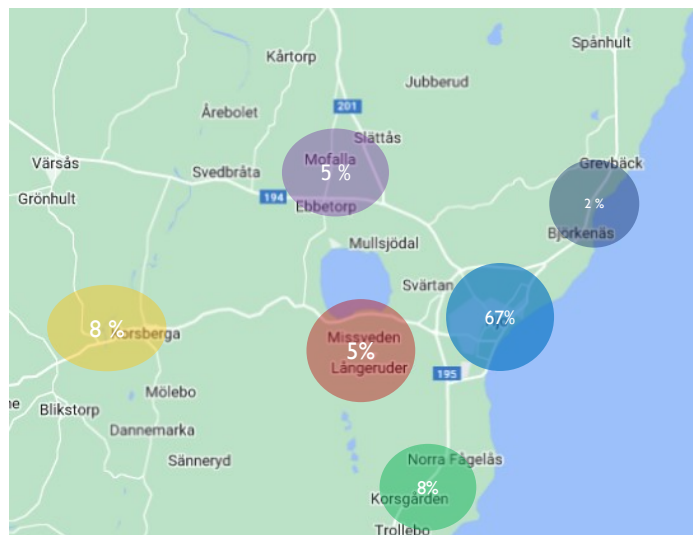 Spånhult
Kårtorp
Jubberud
201
Årebolet
Slättås
Mofalla
Värsås
Svedbråta
5 %
Grevbäck
Grönhult
194
Ebbetorp
2 %
Björkenäs
Mullsjödal
Svärtan
67%
8 %
orsberga
Missveden
5%
Långeruder
195
Mölebo
ne
Blikstorp
Dannemarka
Sänneryd
Norra Fågelås
8%
Korsgården
Trollebo